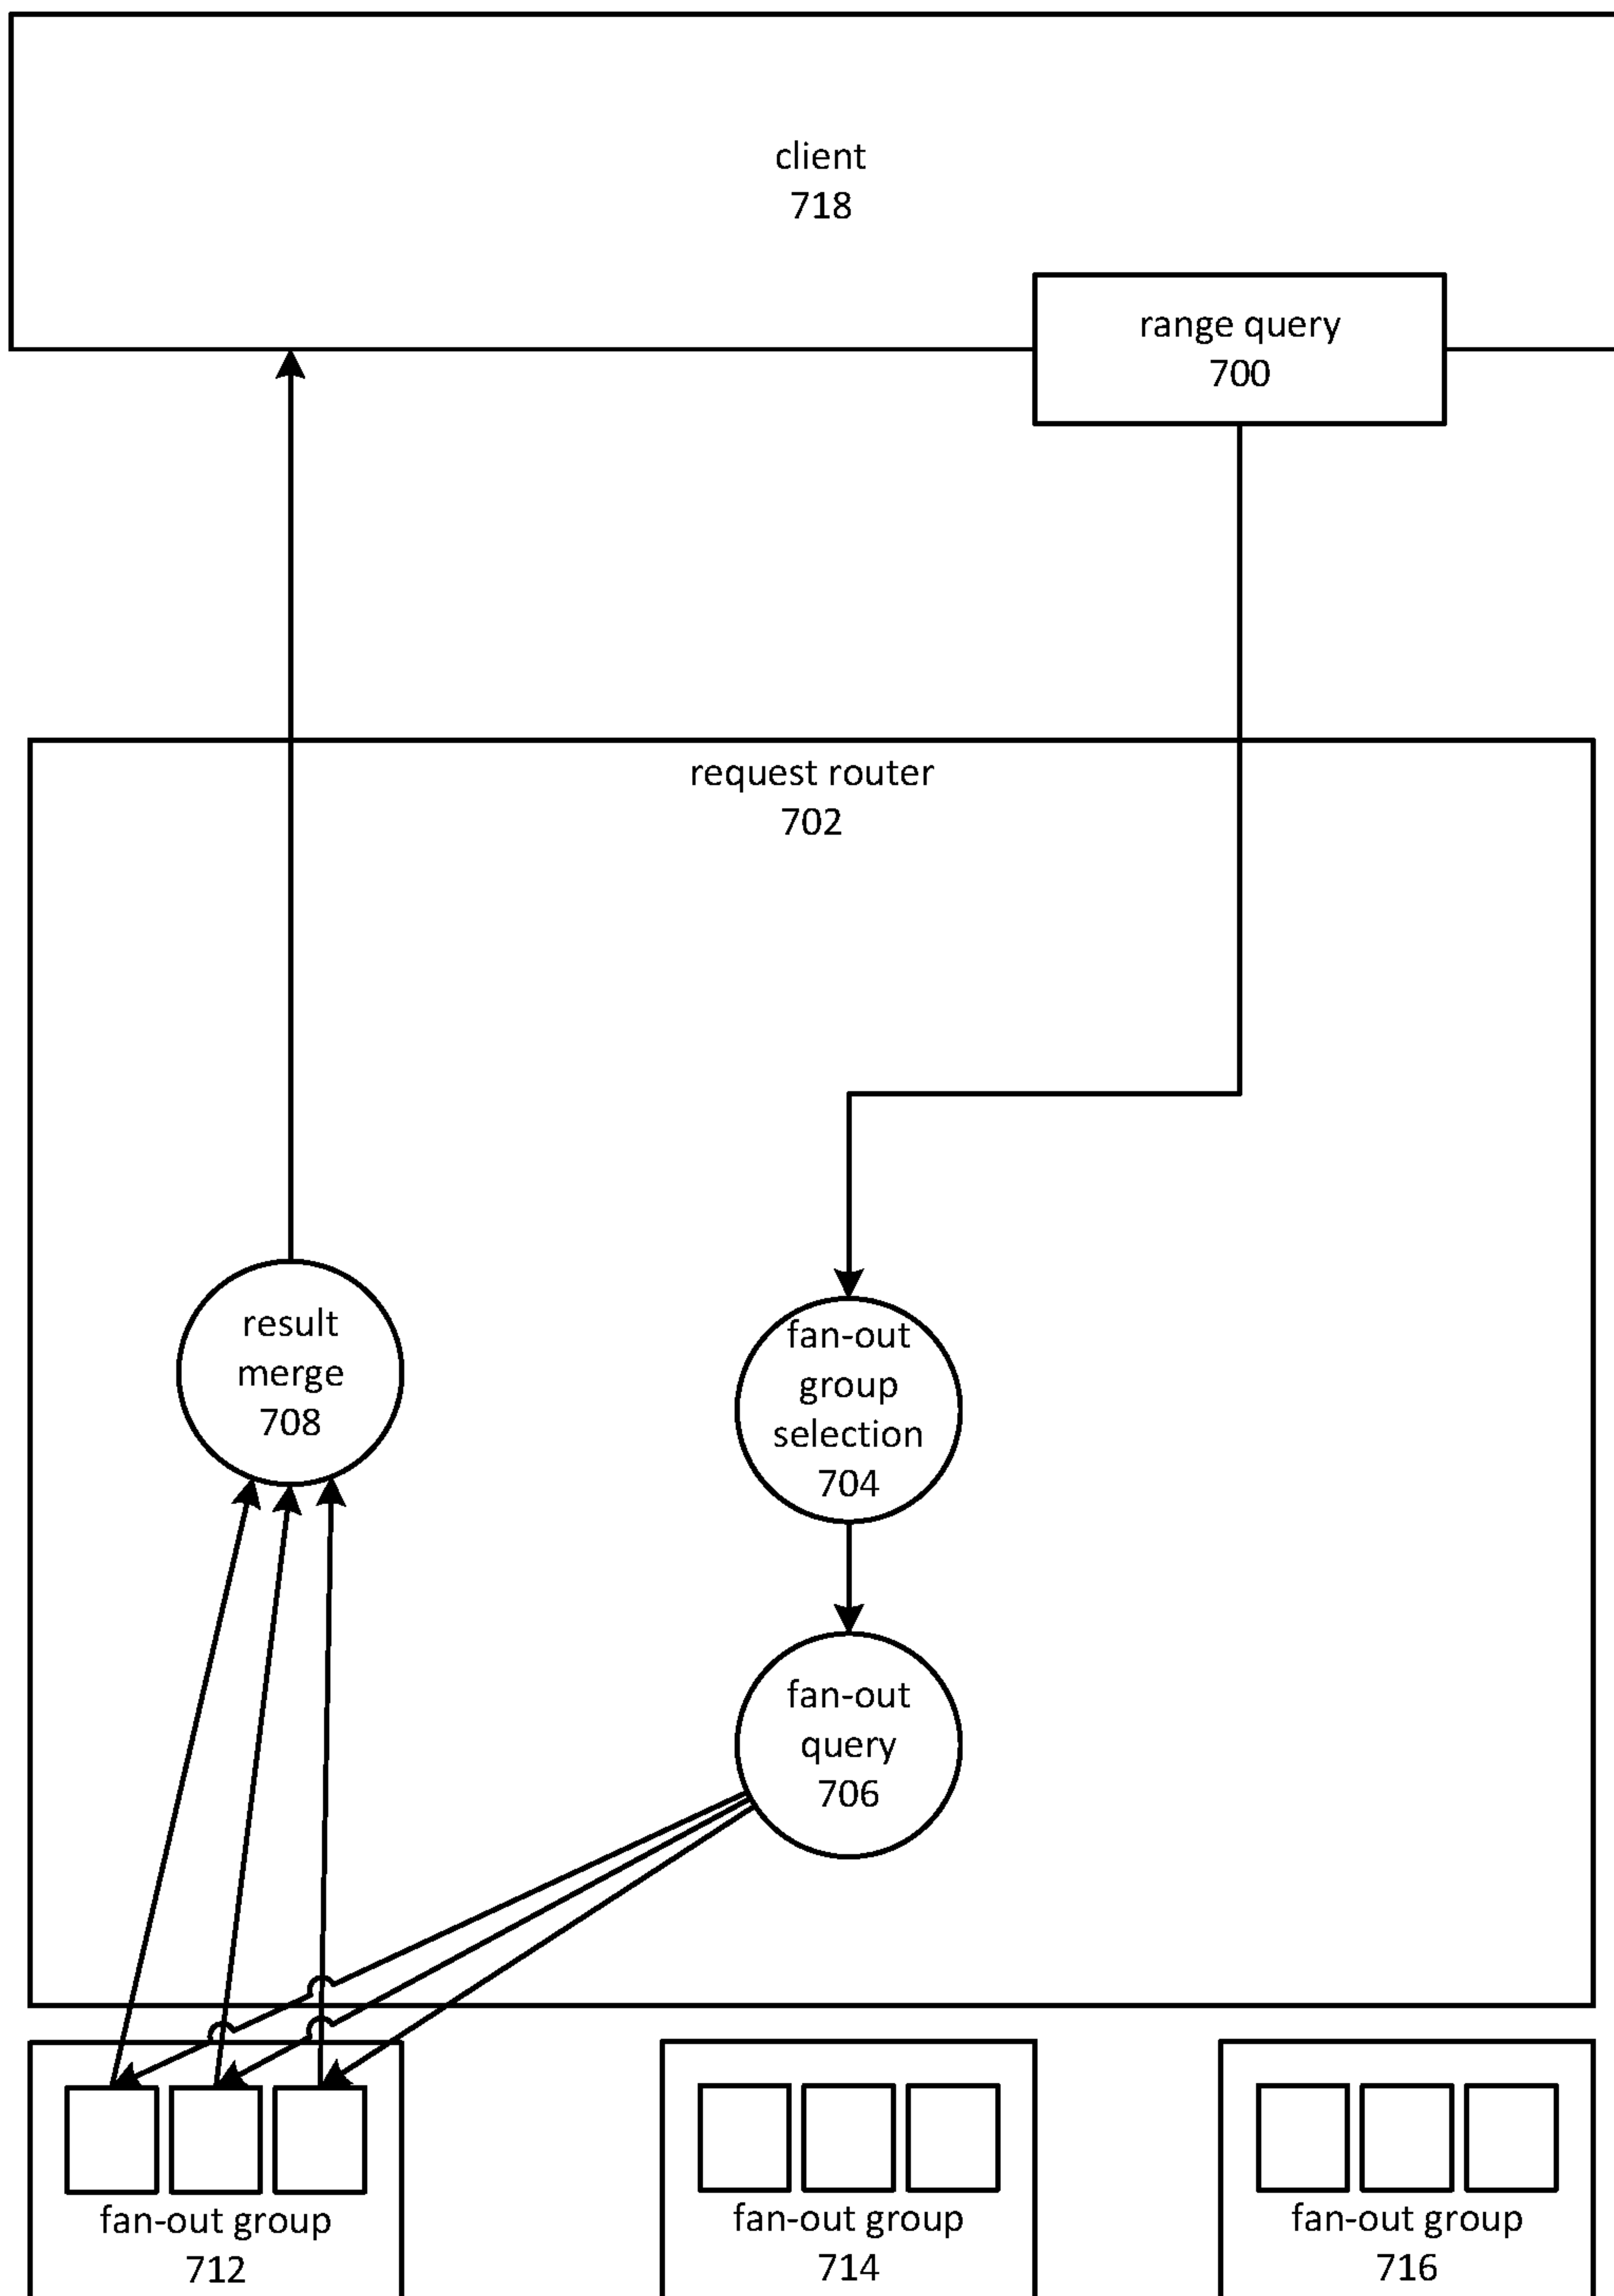 client
718
range query
700
request router
702
result
merge
708
fan-out
group
selection
704
fan-out
query
706
fan-out group
712
fan-out group
714
fan-out group
716